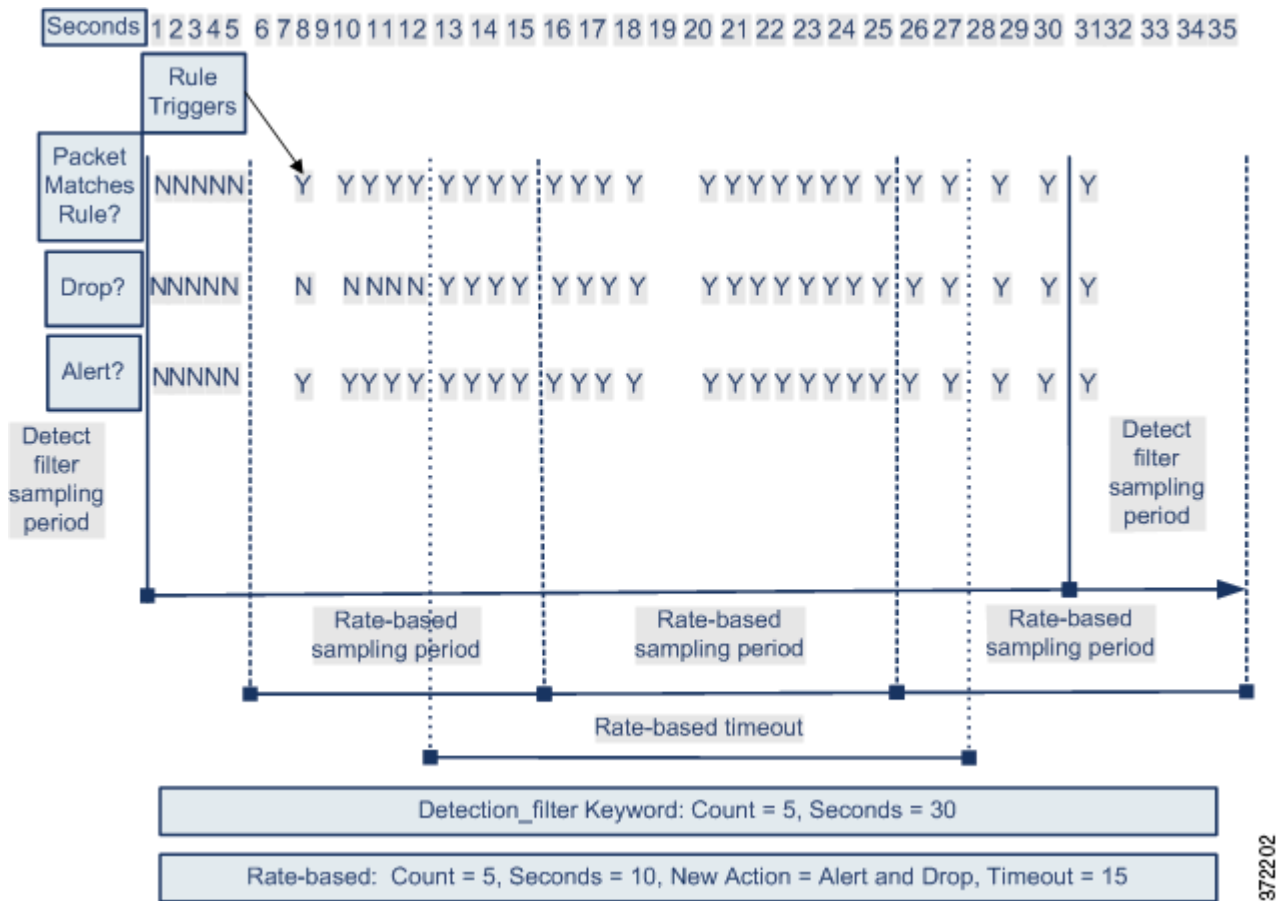 Seconds 1 2 3 4 5 6 7 8 9 10 11 12 13 14 15 16 17 18 19 20 21 22 23 24 25 26 27 28 29 30 31 32 33 34 35
Rule
Triggers
Packet
Matches
Rule?
NNNNN Y Y Y Y Y Y Y Y Y Y Y Y Y Y Y Y Y Y Y Y Y Y Y Y Y
Drop?
NNNNN N N N N N Y Y Y Y Y Y Y Y Y Y Y Y Y Y Y Y Y Y Y Y
Alert?
NNNNN Y Y Y Y Y Y Y Y Y Y Y Y Y Y Y Y Y Y Y Y Y Y Y Y Y
Detect
filter
sampling
period
Detect
filter
sampling
period
Rate-based
sampling period
Rate-based
sampling period
Rate-based
sampling period
Rate-based timeout
Detection_filter Keyword: Count = 5, Seconds = 30
Rate-based: Count = 5, Seconds = 10, New Action = Alert and Drop, Timeout = 15
372202